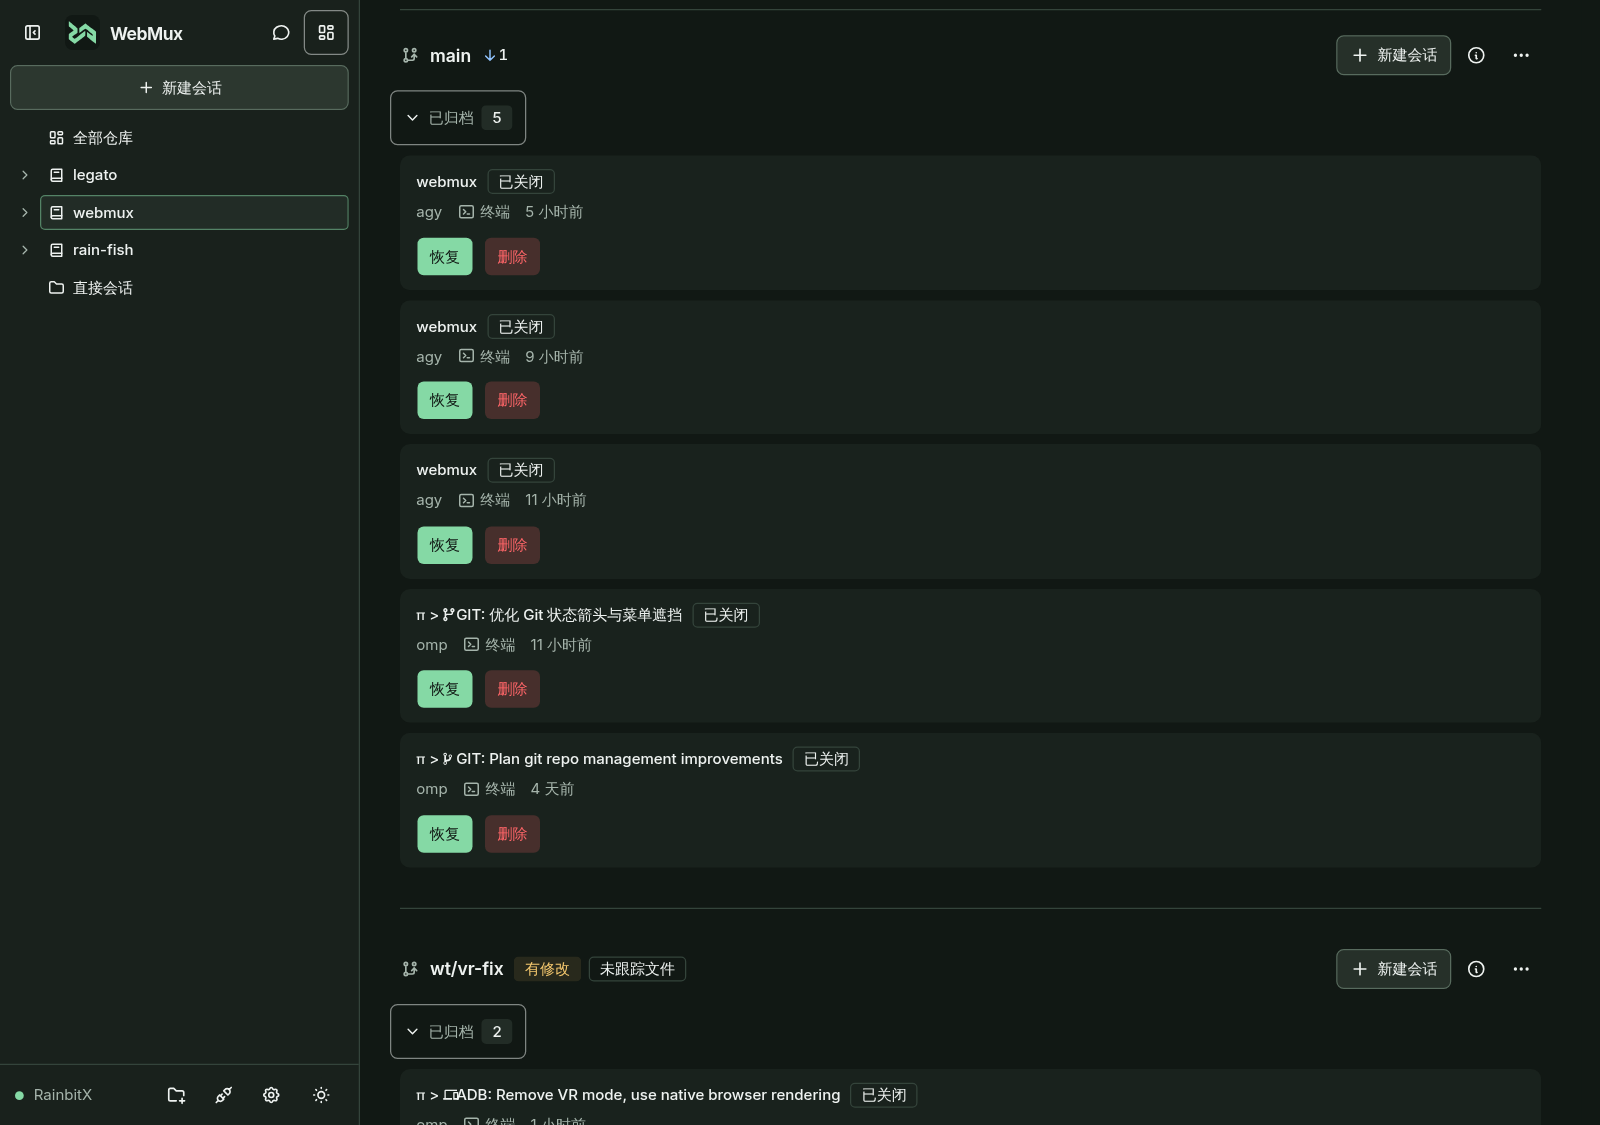 WebMux
新建会话
全部仓库
legato
webmux
rain-fish
直接会话
RainbitX
main ↓1
新建会话
已归档 5
webmux 已关闭
agy 终端 5 小时前
恢复 删除
webmux 已关闭
agy 终端 9 小时前
恢复 删除
webmux 已关闭
agy 终端 11 小时前
恢复 删除
π > GIT: 优化 Git 状态箭头与菜单遮挡 已关闭
omp 终端 11 小时前
恢复 删除
π > GIT: Plan git repo management improvements 已关闭
omp 终端 4 天前
恢复 删除
wt/vr-fix 有修改 未跟踪文件
新建会话
已归档 2
π > ADB: Remove VR mode, use native browser rendering 已关闭
omp 终端 1 小时前